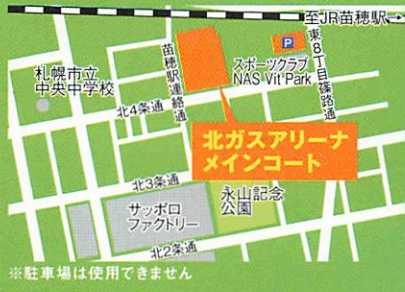 至JR苗穂駅→
苗穂駅連絡通
P
東8丁目篠路通
スポーツクラブ
NAS Vit Park
札幌市立
中央中学校
北4条通
北ガスアリーナ
メインコート
北3条通
永山記念
公園
サッポロ
ファクトリー
北2条通
※駐車場は使用できません